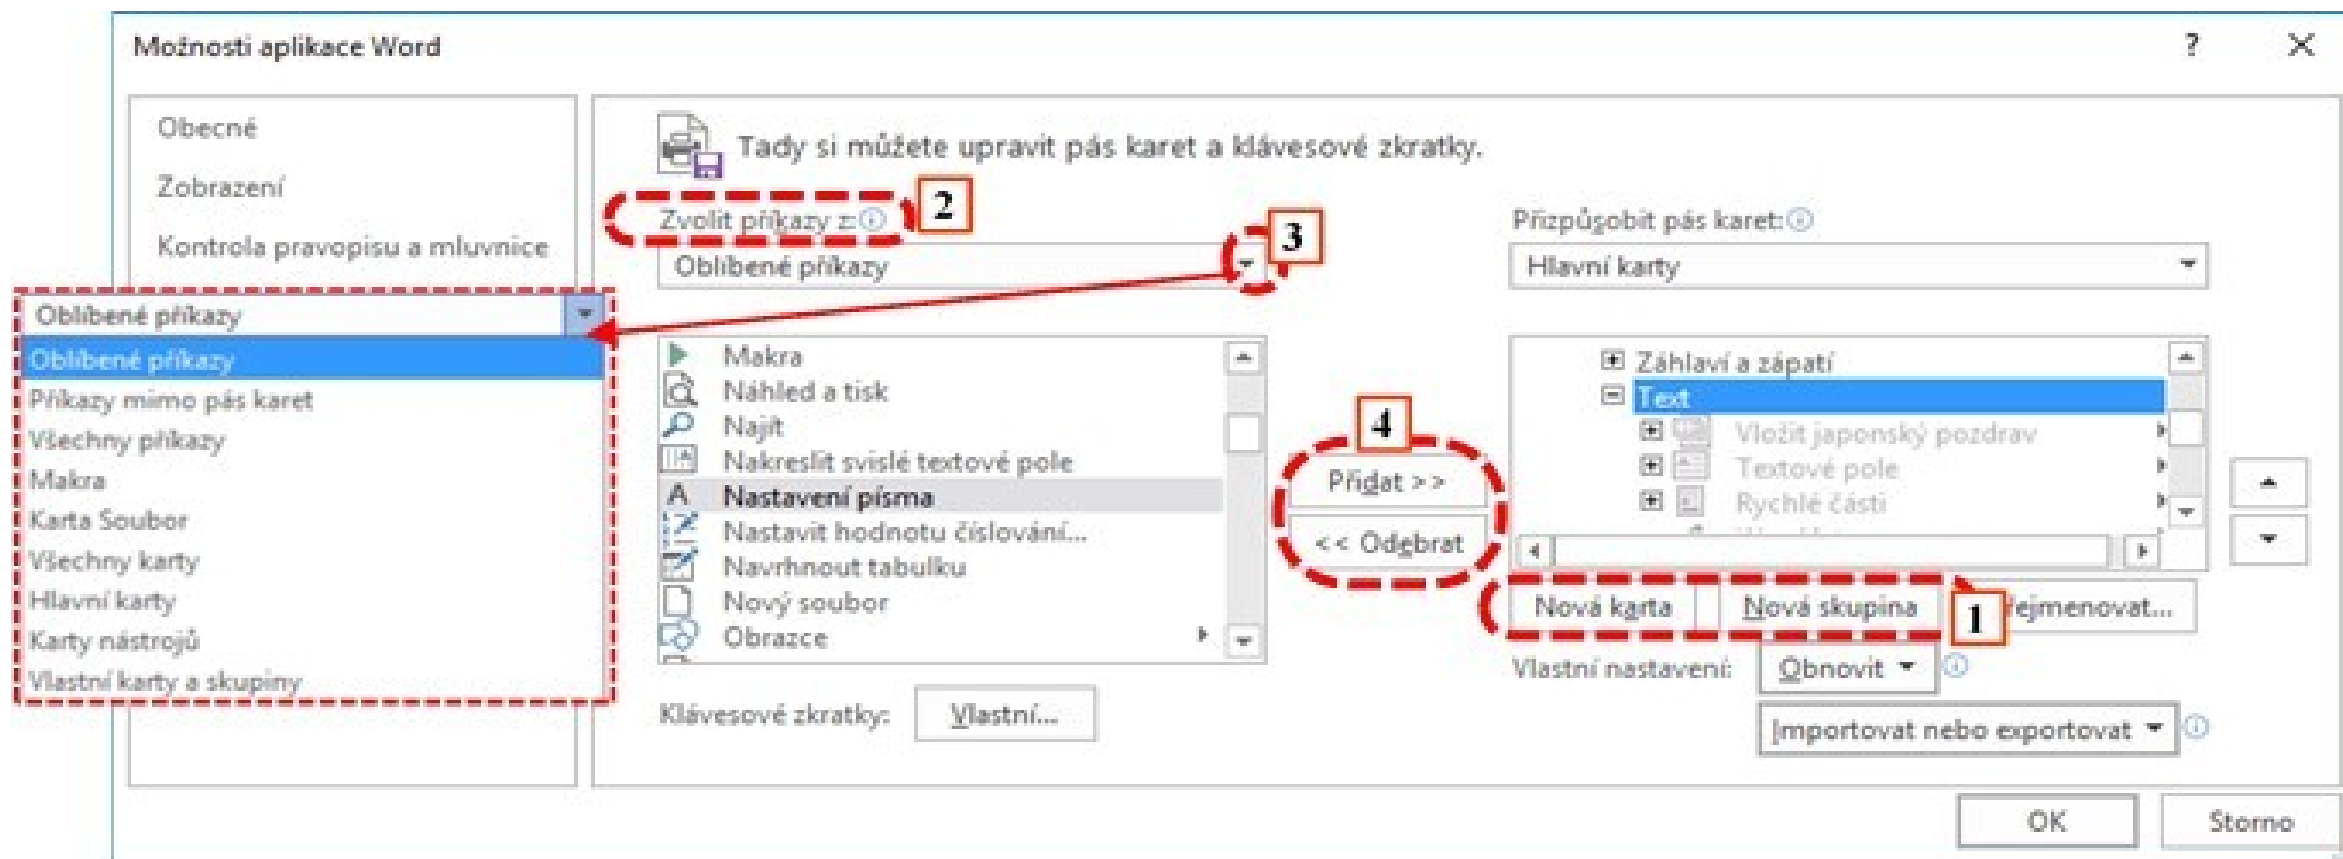 Možnosti aplikace Word
?
Obecné
Zobrazení
Kontrola pravopisu a mluvnice
Oblíbené příkazy
Oblíbené příkazy
Příkazy mimo pás karet
Všechny příkazy
Makra
Karta Soubor
Všechny karty
Hlavní karty
Karty nástrojů
Vlastní karty a skupiny
Tady si můžete upravit pás karet a klávesové zkratky.
Zvolit příkazy z:
2
Oblíbené příkazy
3
Makra
Náhled a tisk
Najít
Nakreslit svislé textové pole
A Nastavení písma
Nastavit hodnotu číslování...
Navrhnout tabulku
Nový soubor
Obrazce
Klávesové zkratky:
Vlastní...
4
Přidat >>
<< Odebrat
Přizpůsobit pás karet:
Hlavní karty
Záhlaví a zápatí
Text
Vložit japonský pozdrav
Textové pole
Rychlé části
Nová karta
Nová skupina
1
ejmenovat...
Vlastní nastavení:
Obnovit
Importovat nebo exportovat
OK
Storno